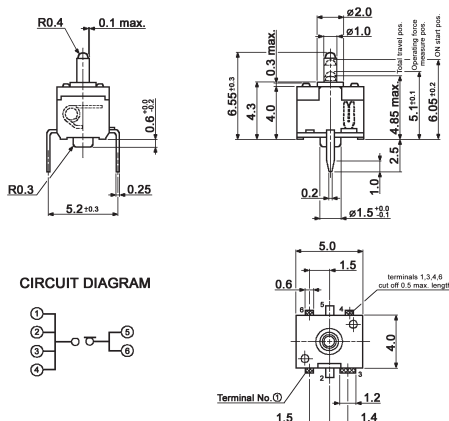 R0.4
0.1 max.
0.6 +0.2 -0.2
R0.3
0.25
5.2±0.3
ø2.0
ø1.0
0.3 max.
6.55±0.3
4.3
4.0
Total travel pos.
4.85 max.
Operating force
measure pos.
5.1±0.1
ON start pos.
6.05±0.2
2.5
1.0
0.2
ø1.5 +0.0 -0.1
CIRCUIT DIAGRAM
1
2
3
4
5
6
5.0
1.5
0.6
terminals 1,3,4,6
cut off 0.5 max. length
6
5
4
4.0
2
3
Terminal No.①
1.2
1.5
1.4